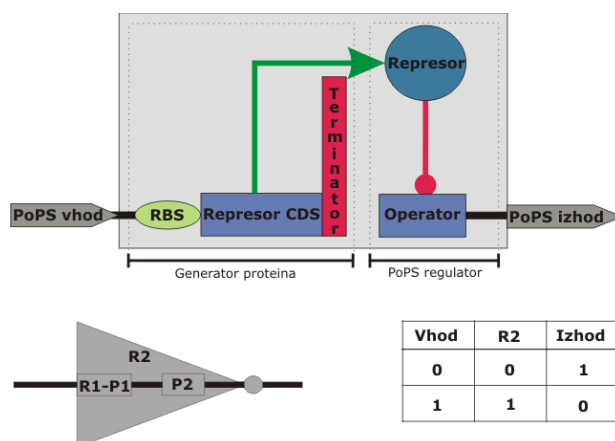 Represor
Terminator
PoPS vhod
RBS
Represor CDS
Operator
PoPS izhod
Generator proteina
PoPS regulator
R2
R1-P1
P2
Vhod R2 Izhod
0 0 1
1 1 0